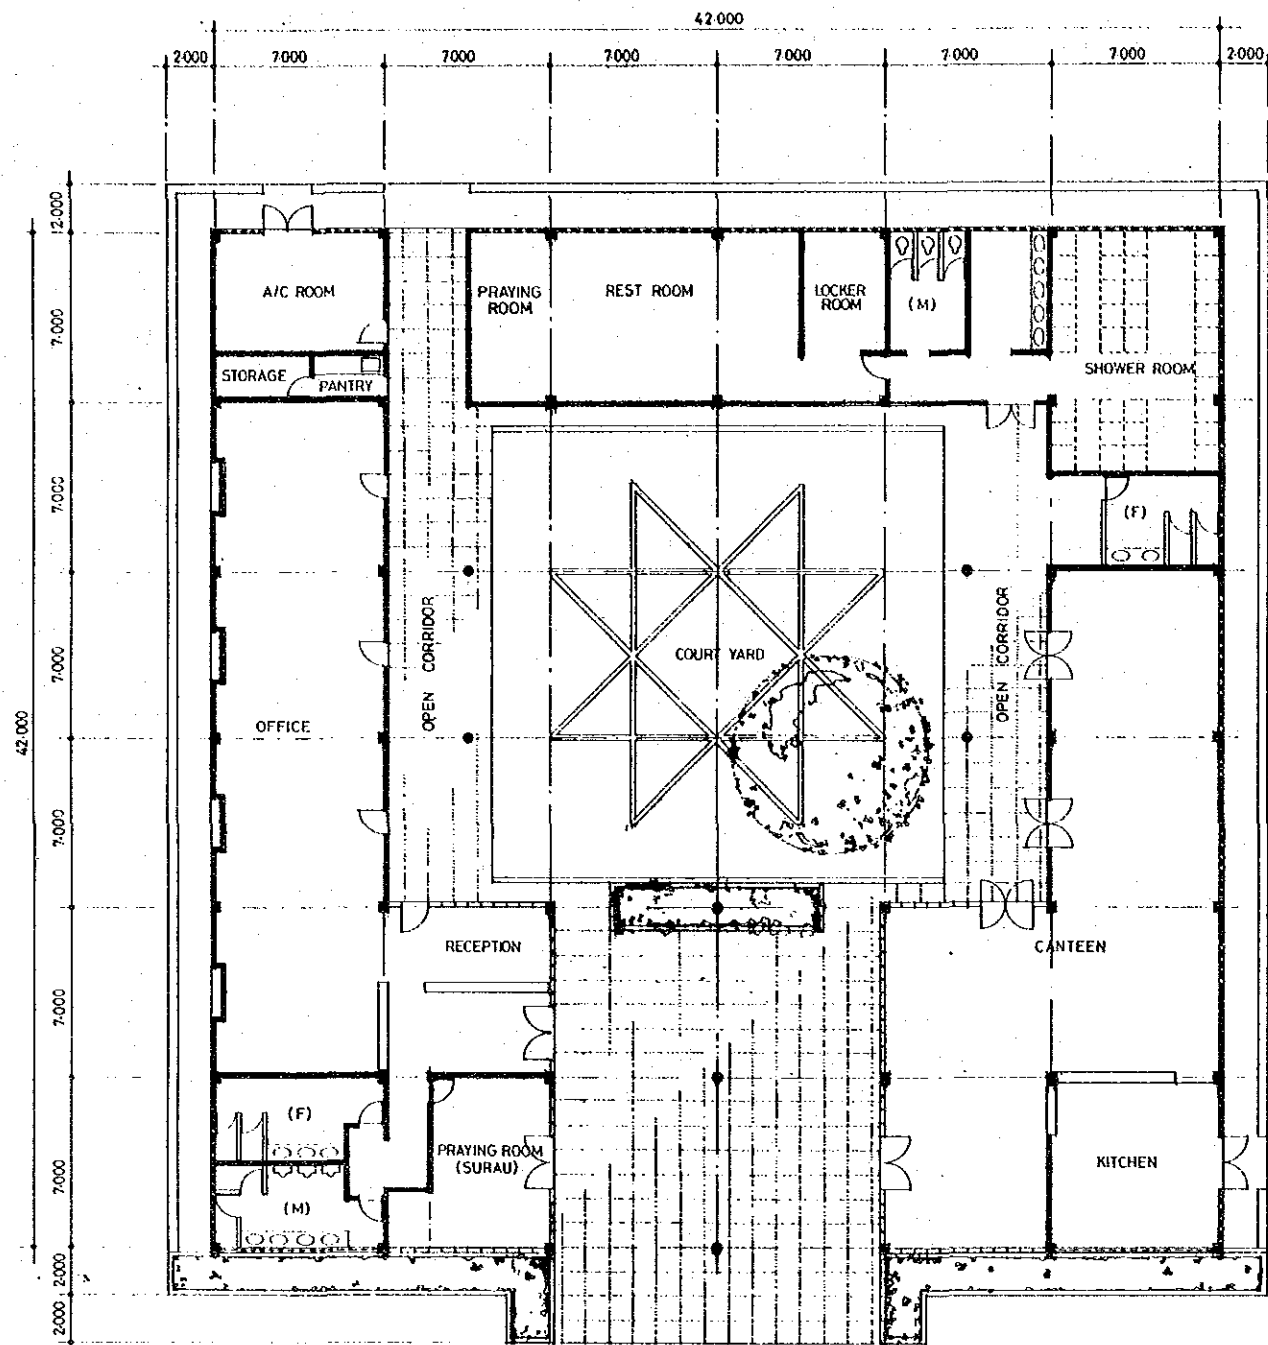 42·000
2·000
7·000
7·000
7·000
7·000
7·000
7·000
2·000
2·000
7·000
7·000
7·000
7·000
7·000
7·000
2·000
2·000
42·000
A/C ROOM
PRAYING
ROOM
REST ROOM
LOCKER
ROOM
(M)
SHOWER ROOM
STORAGE
PANTRY
(F)
OPEN CORRIDOR
COURT YARD
OPEN CORRIDOR
OFFICE
RECEPTION
CANTEEN
(F)
PRAYING ROOM
(SURAU)
KITCHEN
(M)